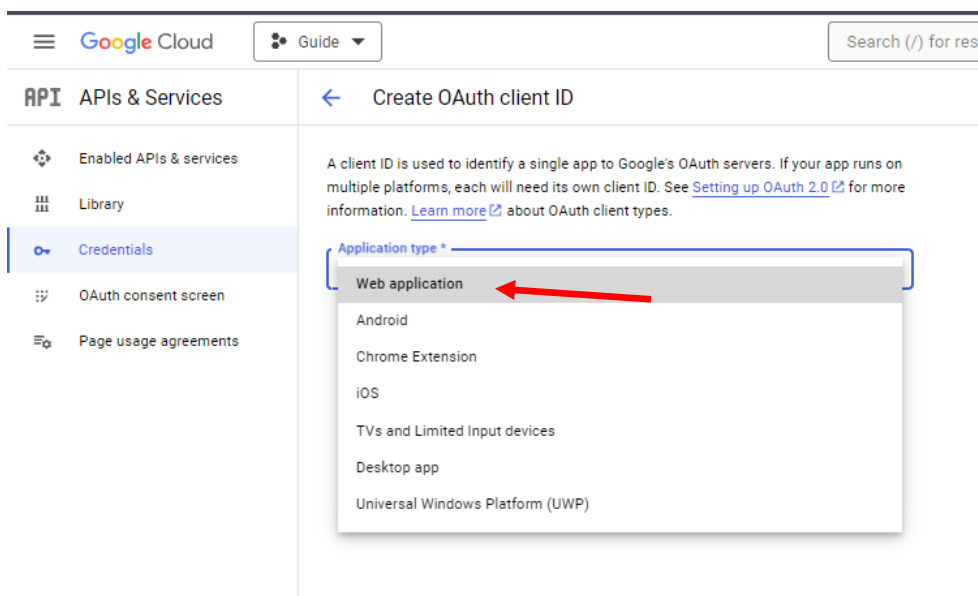 Google Cloud
Guide
Search (/) for res
API APIs & Services
Create OAuth client ID
Enabled APIs & services
Library
Credentials
OAuth consent screen
Page usage agreements
A client ID is used to identify a single app to Google's OAuth servers. If your app runs on
multiple platforms, each will need its own client ID. See Setting up OAuth 2.0 for more
information. Learn more about OAuth client types.
Application type *
Web application
Android
Chrome Extension
iOS
TVs and Limited Input devices
Desktop app
Universal Windows Platform (UWP)